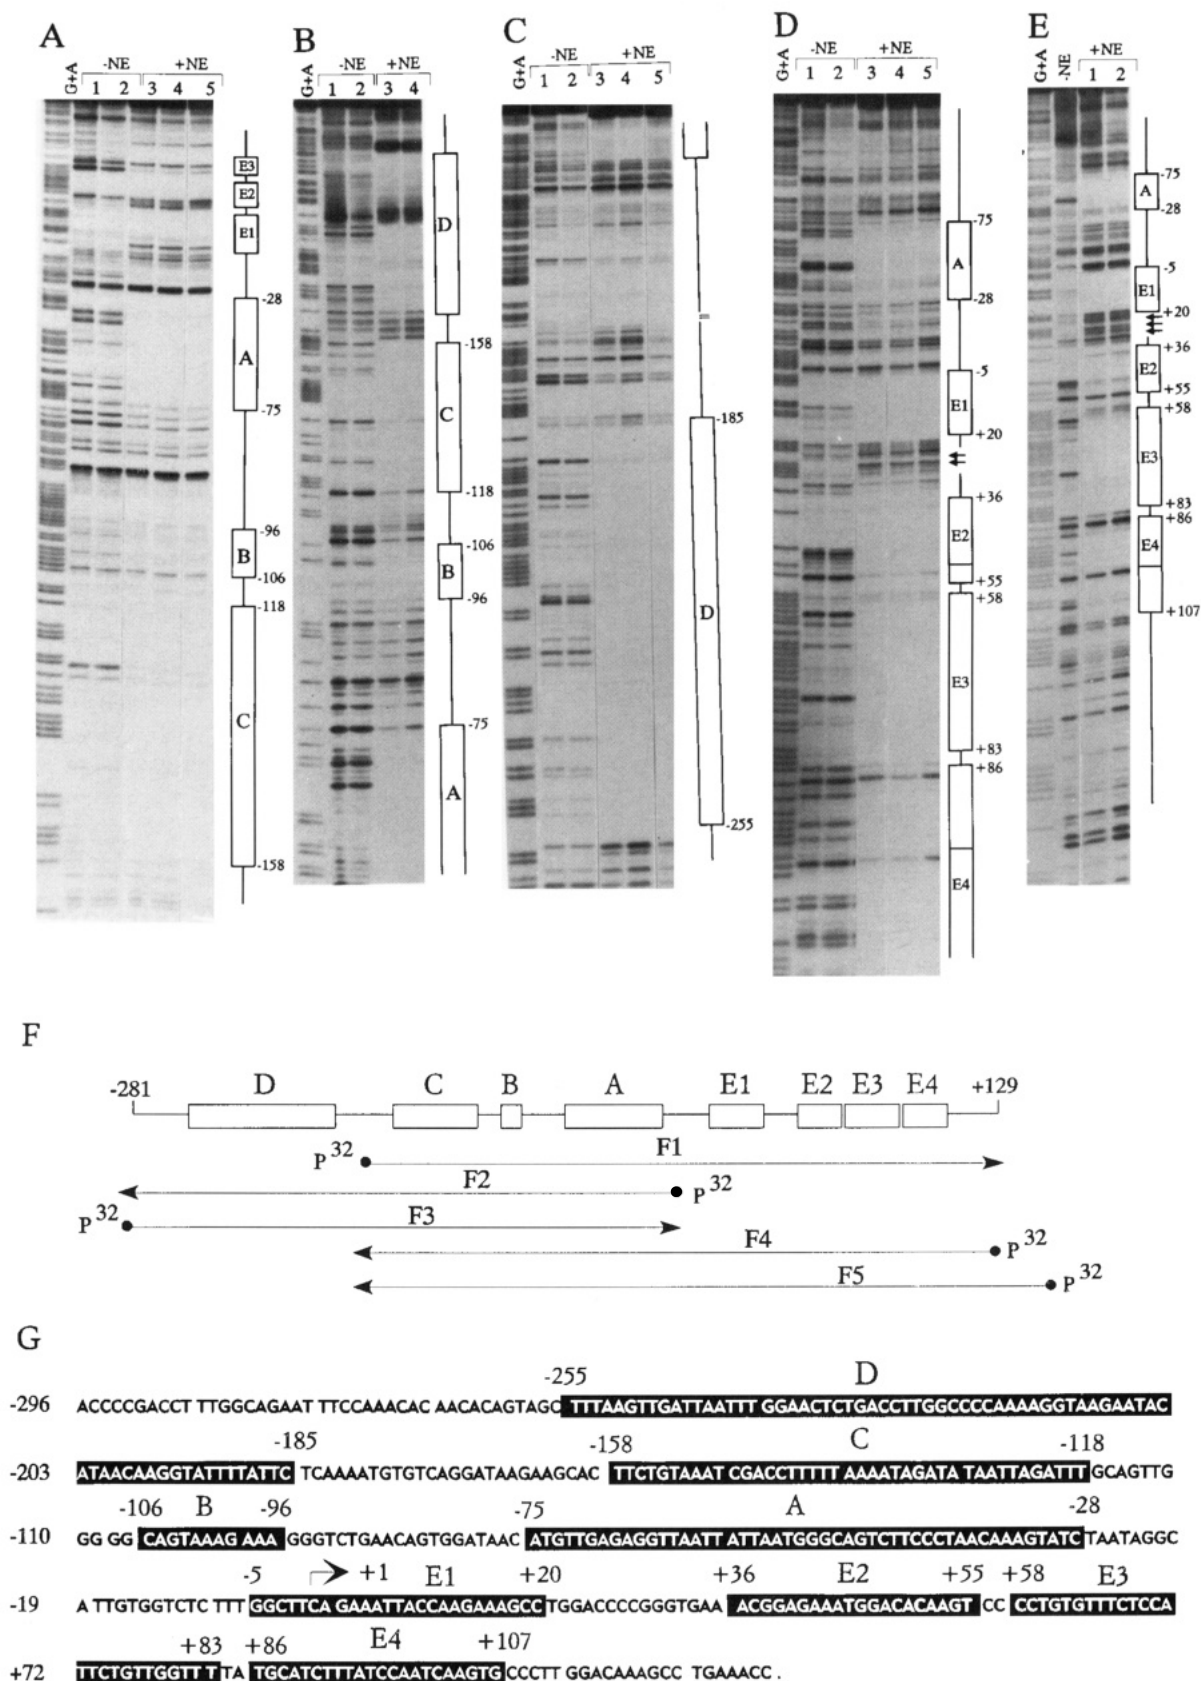 A
G+A
-NE
+NE
1 2 3 4 5
E3
E2
E1
-28
A
-75
-96
B
-106
-118
C
-158
B
G+A
-NE
+NE
1 2 3 4
D
-158
C
-118
-106
B
-96
-75
A
C
G+A
-NE
+NE
1 2 3 4 5
-185
D
-255
D
G+A
-NE
+NE
1 2 3 4 5
-75
A
-28
-5
E1
+20
+36
E2
+55
+58
E3
+83
+86
E4
E
G+A
-NE
+NE
1 2
-75
A
-28
-5
E1
+20
+36
E2
+55
+58
E3
+83
+86
E4
+107
F
-281 D C B A E1 E2 E3 E4 +129
P 32 F1
F2 P 32
P 32 F3
F4 P 32
F5 P 32
G
-255 D
-296 ACCCCGACCT TTGGCAGAAT TTCCAAACAC AACACAGTAGC TTTAAGTTGATTAATTT GGAACTCTGACCTTGGCCCCAAAAGGTAAGAATAC
-185 -158 C -118
-203 ATAACAAGGTATTTTATTC TCAAAATGTGTCAGGATAAGAAGCAC TTCTGTAAAT CGACCTTTTT AAAATAGATA TAATTAGATTT GCAGTTG
-106 B -96 -75 A -28
-110 GG GG CAGTAAAG AAA GGGTCTGAACAGTGGATAAC ATGTTGAGAGGTTAATT ATTAATGGGCAGTCTTCCCTAACAAAGTATC TAATAGGC
-5 +1 E1 +20 +36 E2 +55 +58 E3
-19 A TTGTGGTCTC TTT GGCTTCAG AAATTACCAAGAAAGCC TGGACCCCGGGTGAA ACGGAGAAATGGACACAAGT CC CCTGTGTTTCTCCA
+83 +86 E4 +107
+72 TTCTGTTGGTT T TA TGCATCTTTATCCAATCAAGTG CCCTT GGACAAAGCC TGAAACC .